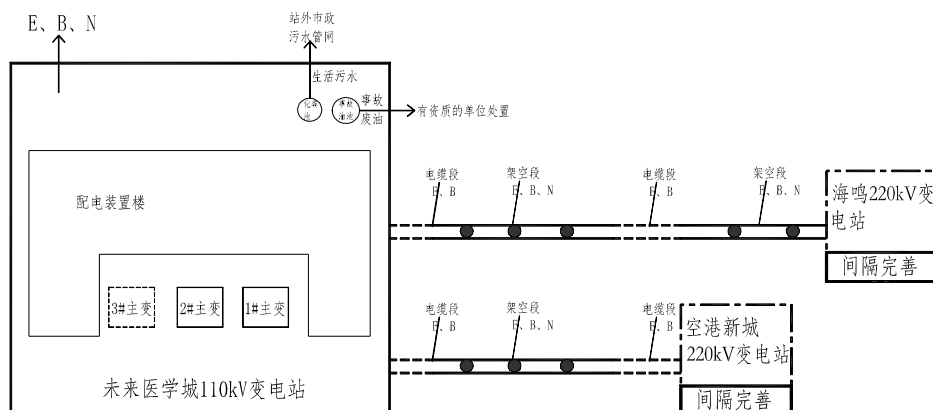 E、B、N
站外市政
污水管网
生活污水
化粪
池
事故
油池
事故
废油
有资质的单位处置
配电装置楼
3#主变
2#主变
1#主变
未来医学城110kV变电站
电缆段
E、B
架空段
E、B、N
电缆段
E、B
架空段
E、B、N
海鸣220kV变
电站
间隔完善
电缆段
E、B
架空段
E、B、N
电缆段
E、B
空港新城
220kV变电站
间隔完善